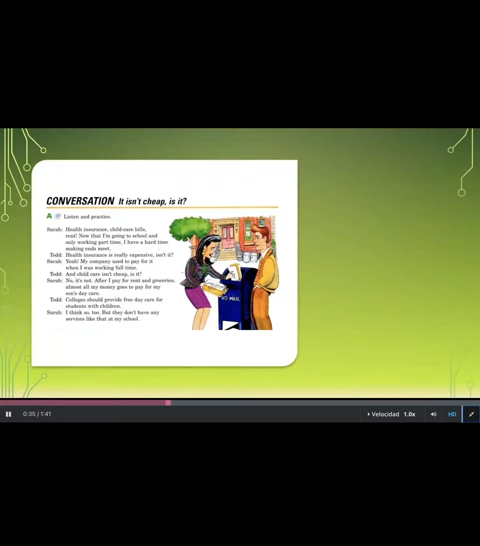 CONVERSATION It isn't cheap, is it?
A Listen and practice.
Sarah: Health insurance, child-care bills,
rent! Now that I'm going to school and
only working part time, I have a hard time
making ends meet.
Todd: Health insurance is really expensive, isn't it?
Sarah: Yeah! My company used to pay for it
when I was working full time.
Todd: And child care isn't cheap, is it?
Sarah: No, it's not. After I pay for rent and groceries,
almost all my money goes to pay for my
son's day care.
Todd: Colleges should provide free day care for
students with children.
Sarah: I think so, too. But they don't have any
services like that at my school.
NO MAIL
0:35 / 1:41
Velocidad 1.0x
HD